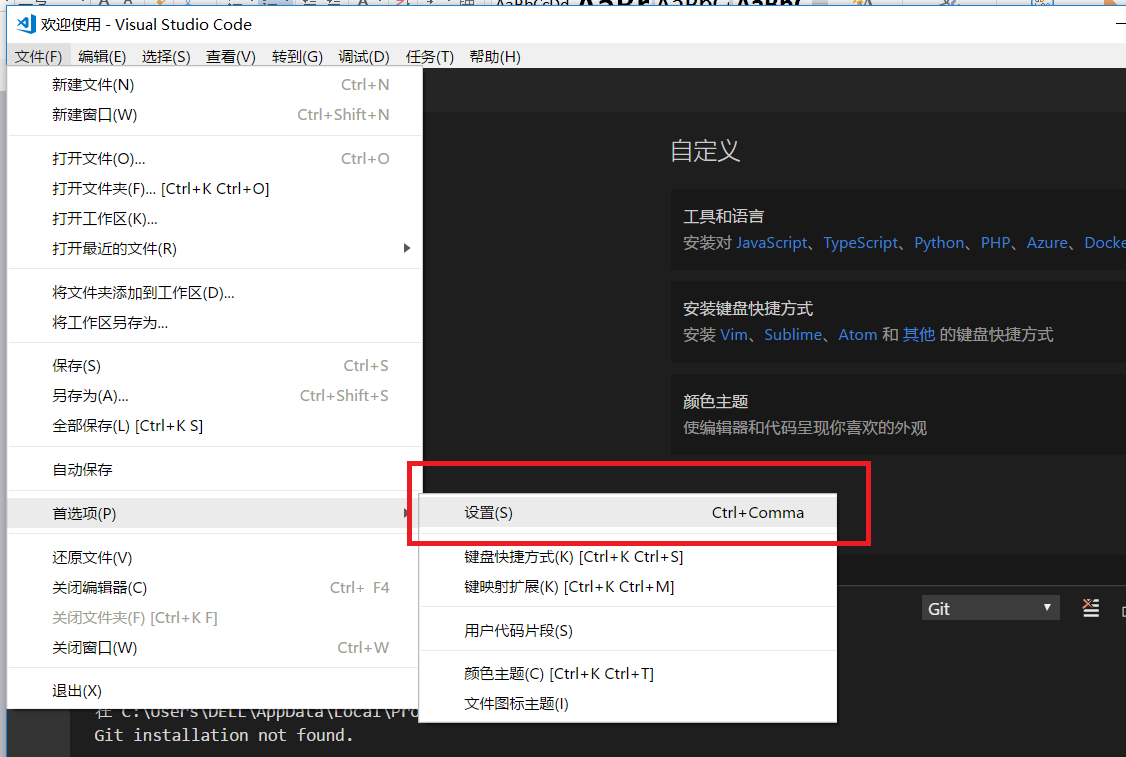 欢迎使用 - Visual Studio Code
文件(F) 编辑(E) 选择(S) 查看(V) 转到(G) 调试(D) 任务(T) 帮助(H)
新建文件(N) Ctrl+N
新建窗口(W) Ctrl+Shift+N
打开文件(O)... Ctrl+O
打开文件夹(F)... [Ctrl+K Ctrl+O]
打开工作区(K)...
打开最近的文件(R)
将文件夹添加到工作区(D)...
将工作区另存为...
保存(S) Ctrl+S
另存为(A)... Ctrl+Shift+S
全部保存(L) [Ctrl+K S]
自动保存
首选项(P)
还原文件(V)
关闭编辑器(C) Ctrl+ F4
关闭文件夹(F) [Ctrl+K F]
关闭窗口(W) Ctrl+W
退出(X)
设置(S) Ctrl+Comma
键盘快捷方式(K) [Ctrl+K Ctrl+S]
键映射扩展(K) [Ctrl+K Ctrl+M]
用户代码片段(S)
颜色主题(C) [Ctrl+K Ctrl+T]
文件图标主题(I)
自定义
工具和语言
安装对 JavaScript、TypeScript、Python、PHP、Azure、Docke
安装键盘快捷方式
安装 Vim、Sublime、Atom 和 其他 的键盘快捷方式
颜色主题
使编辑器和代码呈现你喜欢的外观
Git
在 C:\Users\DELL\AppData\Local\Pro
Git installation not found.